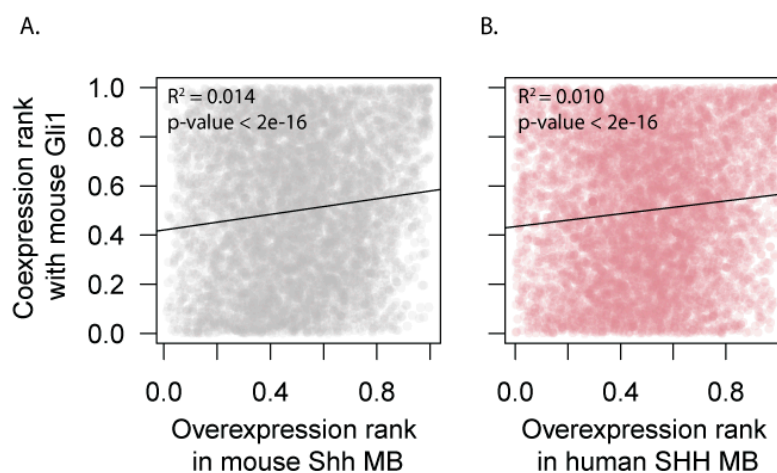 A.
B.
R² = 0.014
p-value < 2e-16
R² = 0.010
p-value < 2e-16
Coexpression rank
with mouse Gli1
1.0
0.8
0.6
0.4
0.2
0.0
0.0 0.4 0.8
0.0 0.4 0.8
Overexpression rank
in mouse Shh MB
Overexpression rank
in human SHH MB